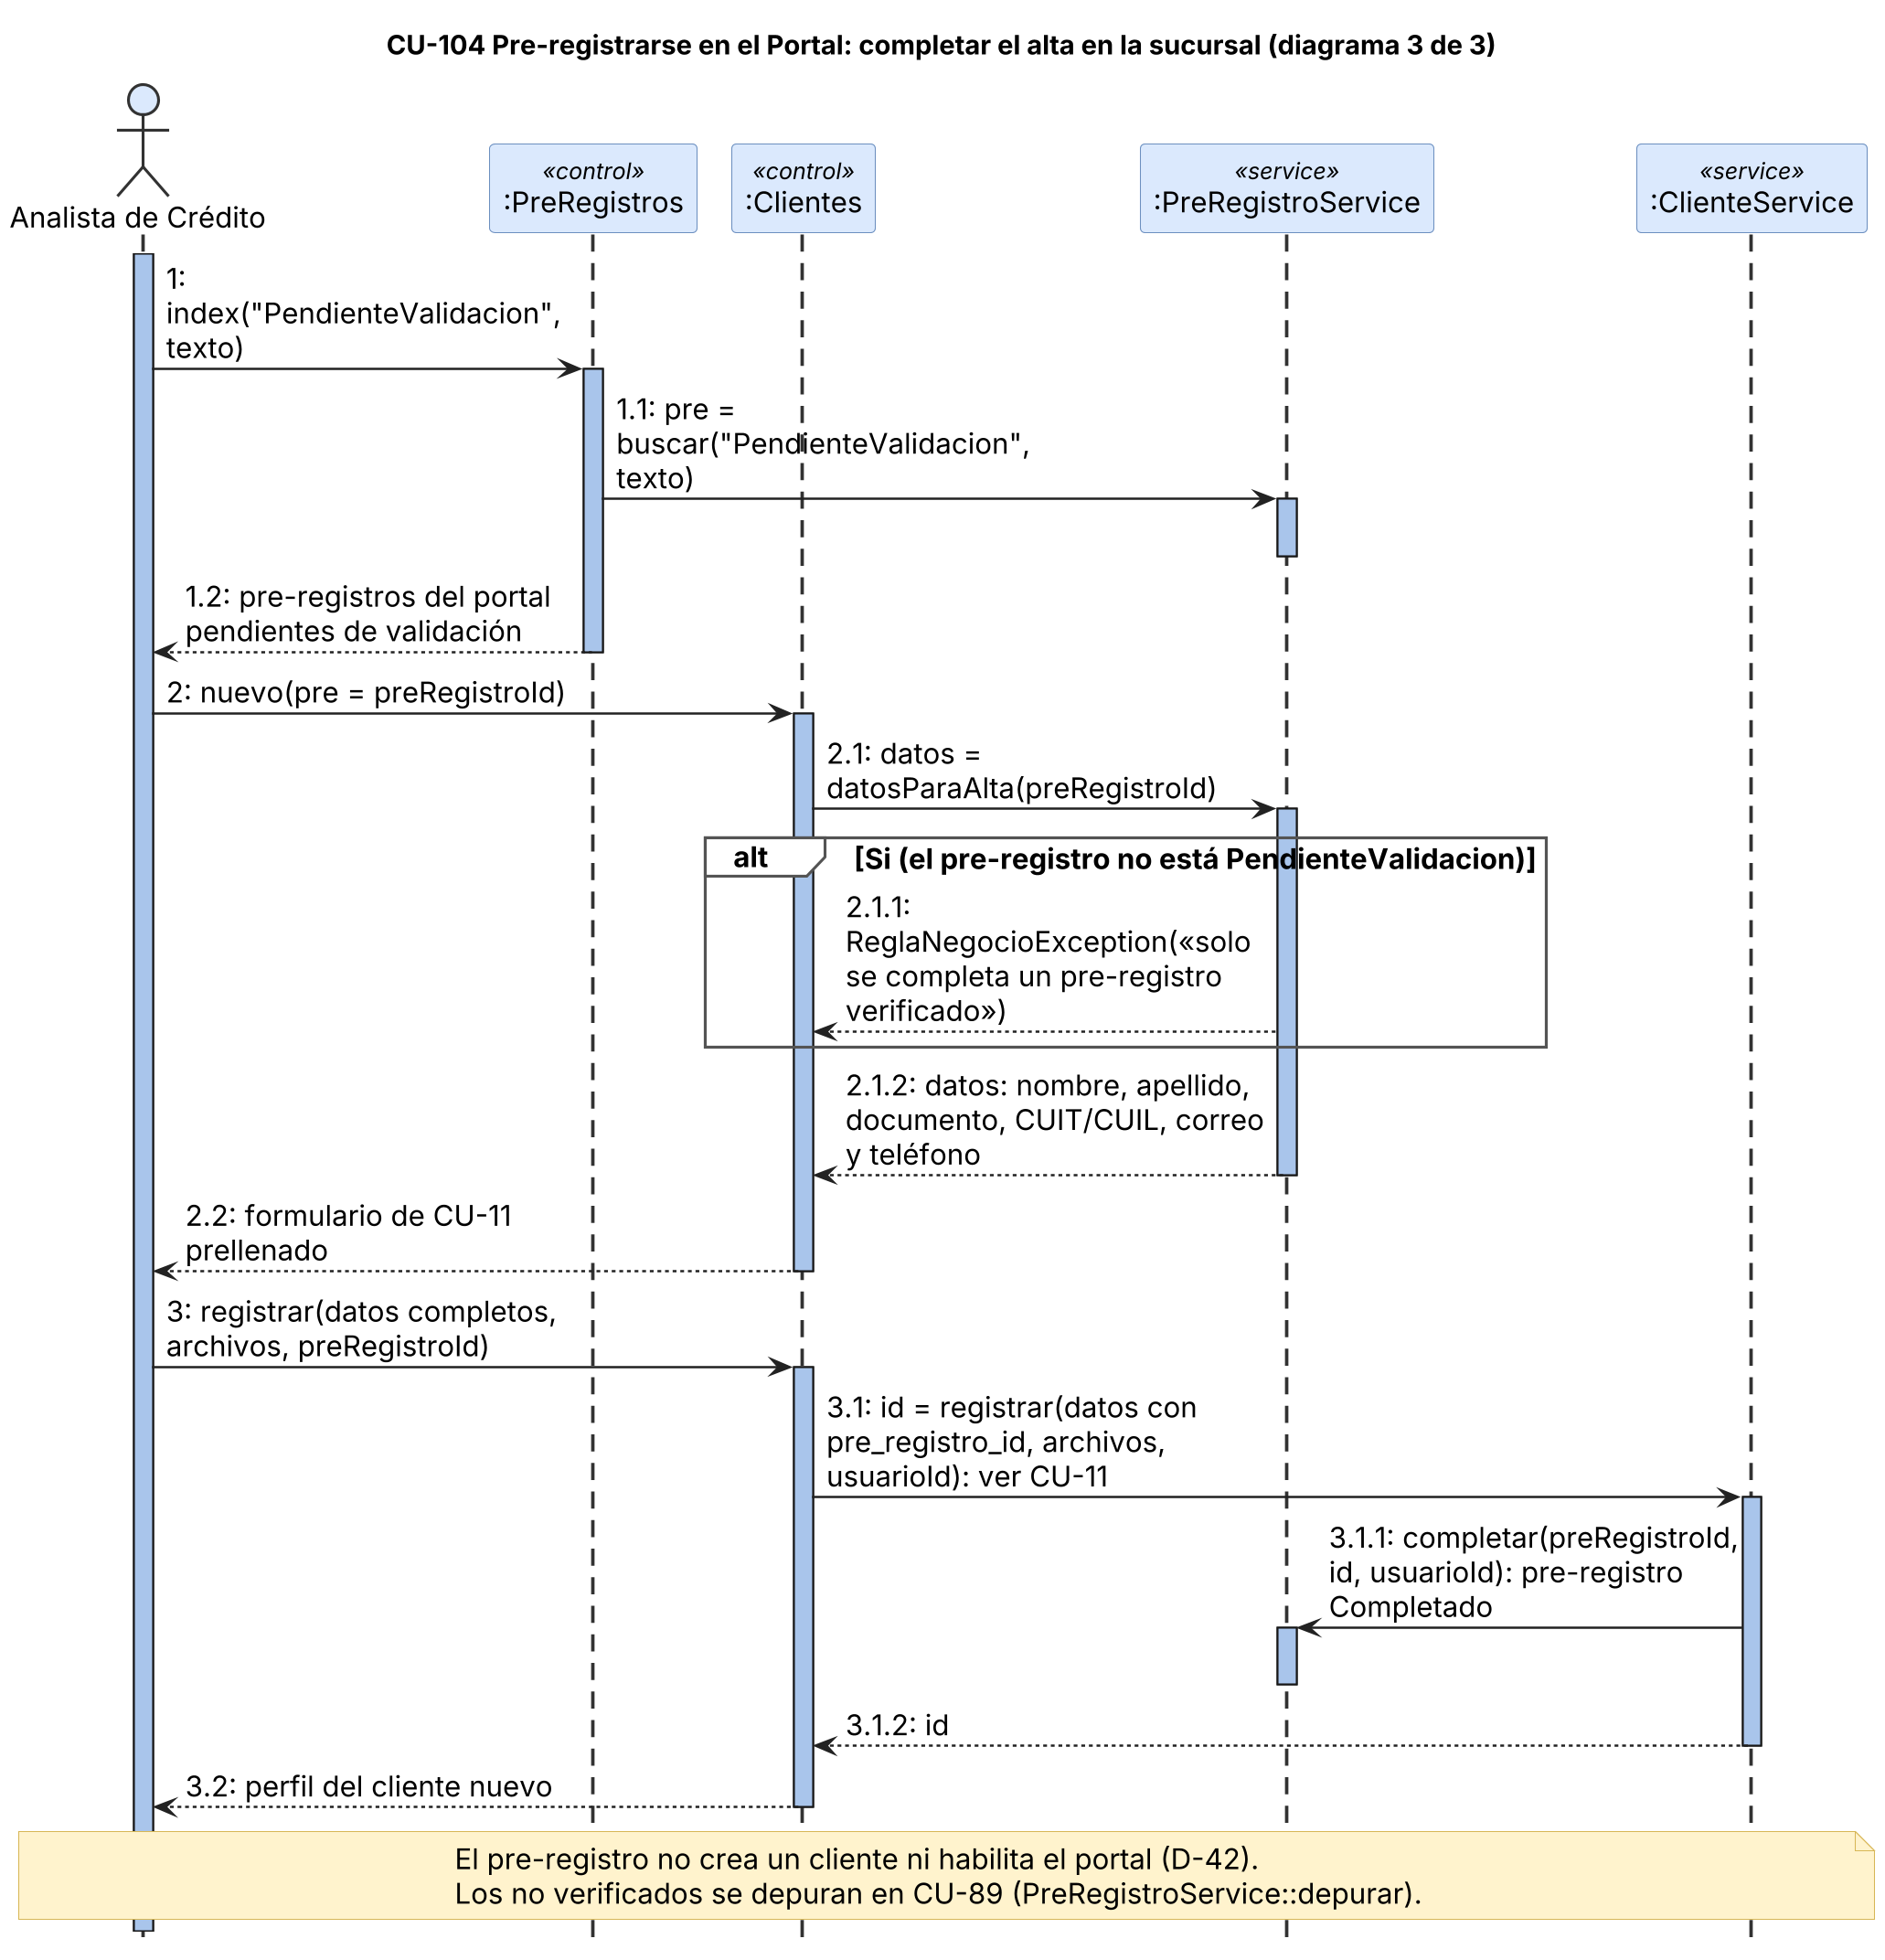 CU-104 Pre-registrarse en el Portal: completar el alta en la sucursal (diagrama 3 de 3)
Analista de Crédito
«control»
:PreRegistros
«control»
:Clientes
«service»
:PreRegistroService
«service»
:ClienteService
1:
index("PendienteValidacion",
texto)
1.1: pre =
buscar("PendienteValidacion",
texto)
1.2: pre-registros del portal
pendientes de validación
2: nuevo(pre = preRegistroId)
2.1: datos =
datosParaAlta(preRegistroId)
alt
[Si (el pre-registro no está PendienteValidacion)]
2.1.1:
ReglaNegocioException(«solo
se completa un pre-registro
verificado»)
2.1.2: datos: nombre, apellido,
documento, CUIT/CUIL, correo
y teléfono
2.2: formulario de CU-11
prellenado
3: registrar(datos completos,
archivos, preRegistroId)
3.1: id = registrar(datos con
pre_registro_id, archivos,
usuarioId): ver CU-11
3.1.1: completar(preRegistroId,
id, usuarioId): pre-registro
Completado
3.1.2: id
3.2: perfil del cliente nuevo
El pre-registro no crea un cliente ni habilita el portal (D-42).
Los no verificados se depuran en CU-89 (PreRegistroService::depurar).